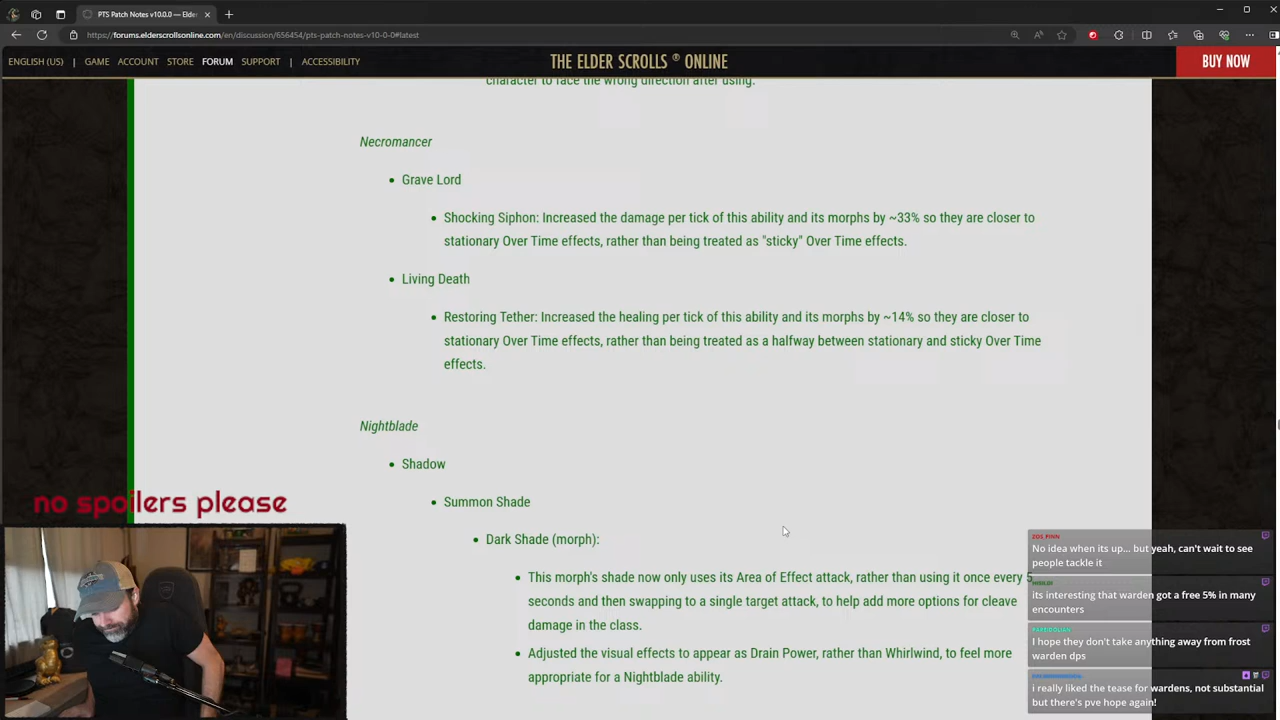 PTS Patch Notes v10.0.0 — Elder
https://forums.elderscrollsonline.com/en/discussion/656454/pts-patch-notes-v10-0-0#latest
ENGLISH (US) | GAME ACCOUNT STORE FORUM SUPPORT | ACCESSIBILITY
THE ELDER SCROLLS ® ONLINE
BUY NOW
character to face the wrong direction after using.
Necromancer
• Grave Lord
• Shocking Siphon: Increased the damage per tick of this ability and its morphs by ~33% so they are closer to
stationary Over Time effects, rather than being treated as "sticky" Over Time effects.
• Living Death
• Restoring Tether: Increased the healing per tick of this ability and its morphs by ~14% so they are closer to
stationary Over Time effects, rather than being treated as a halfway between stationary and sticky Over Time
effects.
Nightblade
• Shadow
• Summon Shade
• Dark Shade (morph):
• This morph's shade now only uses its Area of Effect attack, rather than using it once every 5
seconds and then swapping to a single target attack, to help add more options for cleave
damage in the class.
• Adjusted the visual effects to appear as Drain Power, rather than Whirlwind, to feel more
appropriate for a Nightblade ability.
no spoilers please
No idea when its up... but yeah, can't wait to see
people tackle it
its interesting that warden got a free 5% in many
encounters
I hope they don't take anything away from frost
warden dps
i really liked the tease for wardens, not substantial
but there's pve hope again!